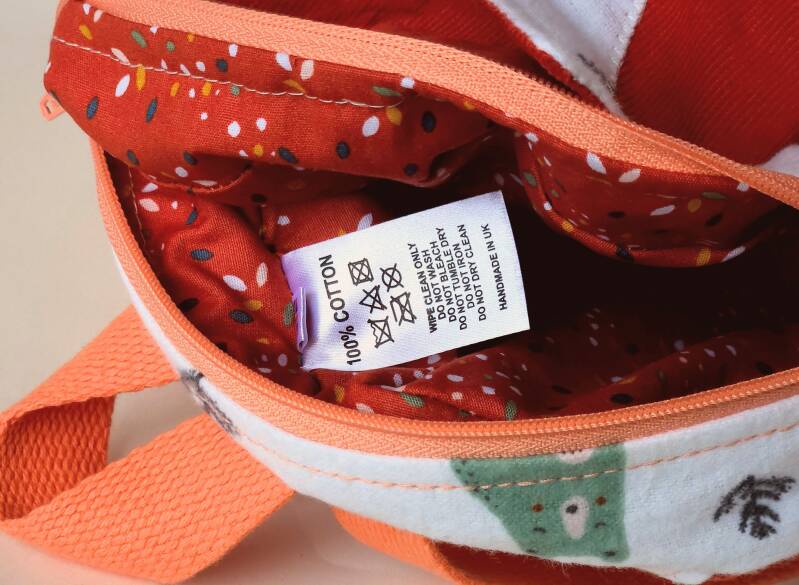 100% COTTON
WIPE CLEAN ONLY
DO NOT WASH
DO NOT BLEACH
DO NOT TUMBLE DRY
DO NOT IRON
DO NOT DRY CLEAN
HANDMADE IN UK